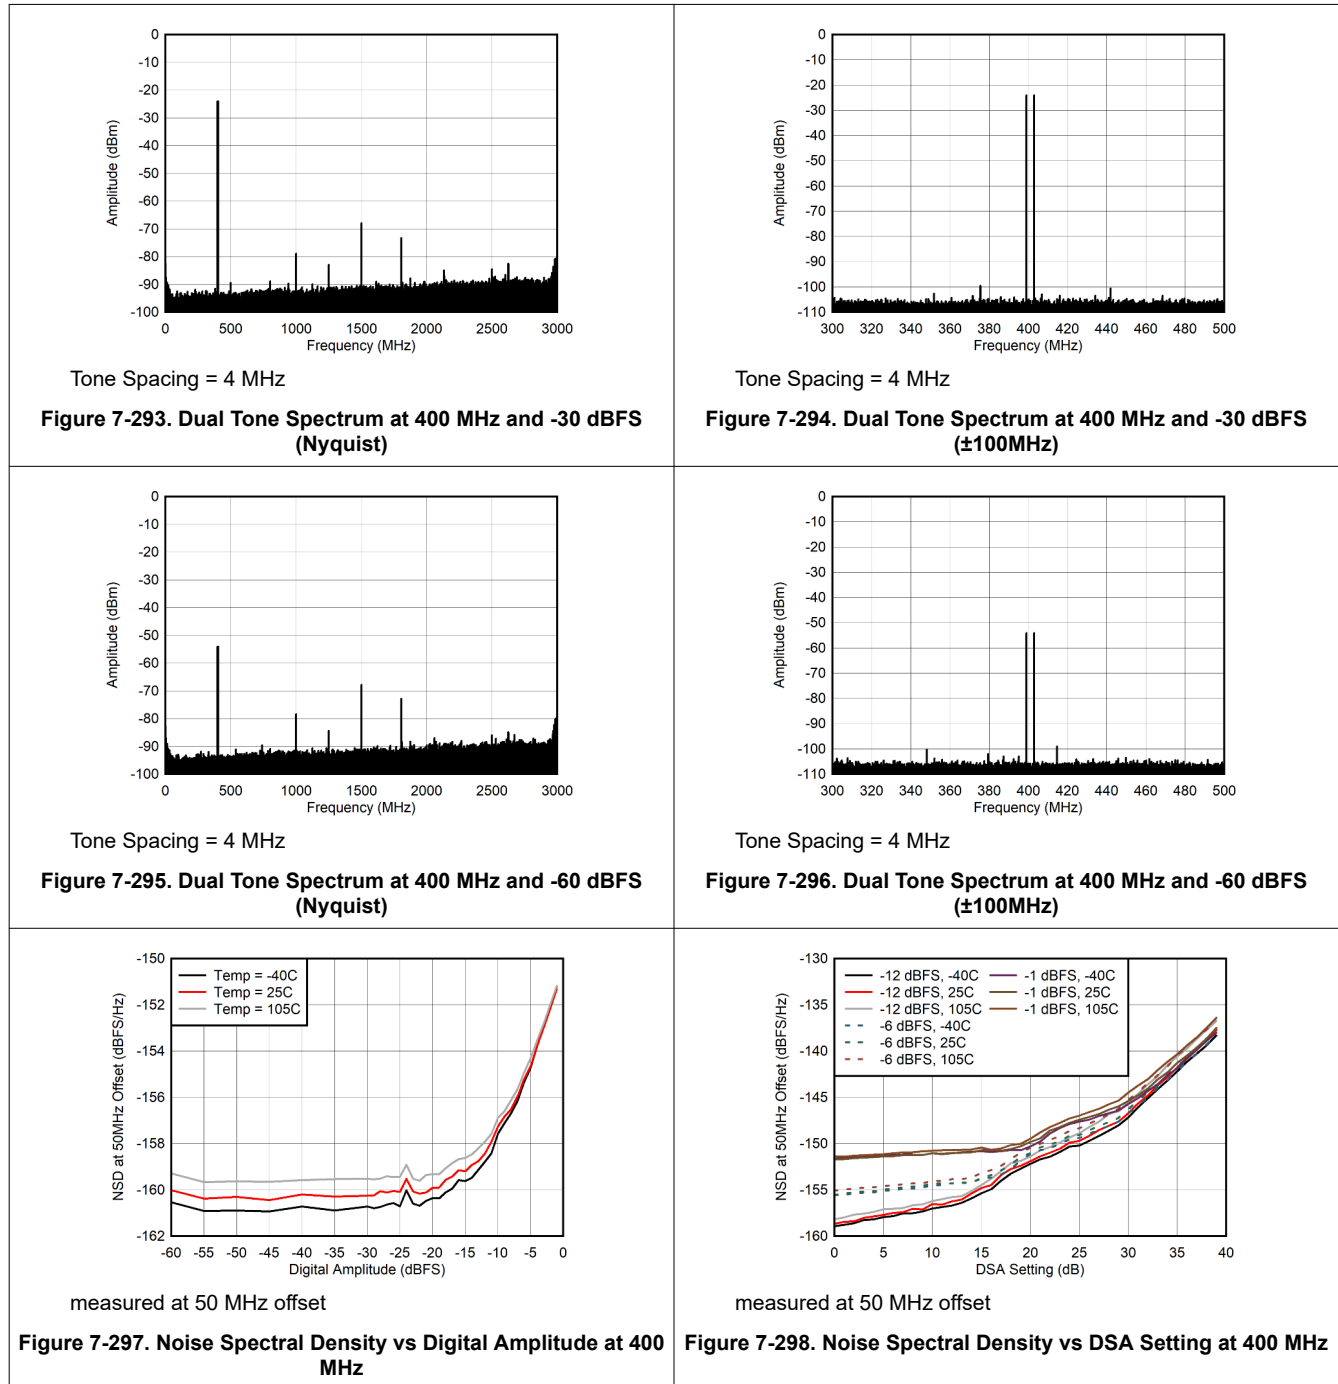 0
-10
-20
-30
-40
-50
-60
-70
-80
-90
-100
Amplitude (dBm)
0 500 1000 1500 2000 2500 3000
Frequency (MHz)
Tone Spacing = 4 MHz
Figure 7-293. Dual Tone Spectrum at 400 MHz and -30 dBFS
(Nyquist)
0
-10
-20
-30
-40
-50
-60
-70
-80
-90
-100
-110
Amplitude (dBm)
300 320 340 360 380 400 420 440 460 480 500
Frequency (MHz)
Tone Spacing = 4 MHz
Figure 7-294. Dual Tone Spectrum at 400 MHz and -30 dBFS
(±100MHz)
0
-10
-20
-30
-40
-50
-60
-70
-80
-90
-100
Amplitude (dBm)
0 500 1000 1500 2000 2500 3000
Frequency (MHz)
Tone Spacing = 4 MHz
Figure 7-295. Dual Tone Spectrum at 400 MHz and -60 dBFS
(Nyquist)
0
-10
-20
-30
-40
-50
-60
-70
-80
-90
-100
-110
Amplitude (dBm)
300 320 340 360 380 400 420 440 460 480 500
Frequency (MHz)
Tone Spacing = 4 MHz
Figure 7-296. Dual Tone Spectrum at 400 MHz and -60 dBFS
(±100MHz)
-150
-152
-154
-156
-158
-160
-162
NSD at 50MHz Offset (dBFS/Hz)
Temp = -40C
Temp = 25C
Temp = 105C
-60 -55 -50 -45 -40 -35 -30 -25 -20 -15 -10 -5 0
Digital Amplitude (dBFS)
measured at 50 MHz offset
Figure 7-297. Noise Spectral Density vs Digital Amplitude at 400
MHz
-130
-135
-140
-145
-150
-155
-160
NSD at 50MHz Offset (dBFS/Hz)
-12 dBFS, -40C
-12 dBFS, 25C
-12 dBFS, 105C
-6 dBFS, -40C
-6 dBFS, 25C
-6 dBFS, 105C
-1 dBFS, -40C
-1 dBFS, 25C
-1 dBFS, 105C
0 5 10 15 20 25 30 35 40
DSA Setting (dB)
measured at 50 MHz offset
Figure 7-298. Noise Spectral Density vs DSA Setting at 400 MHz